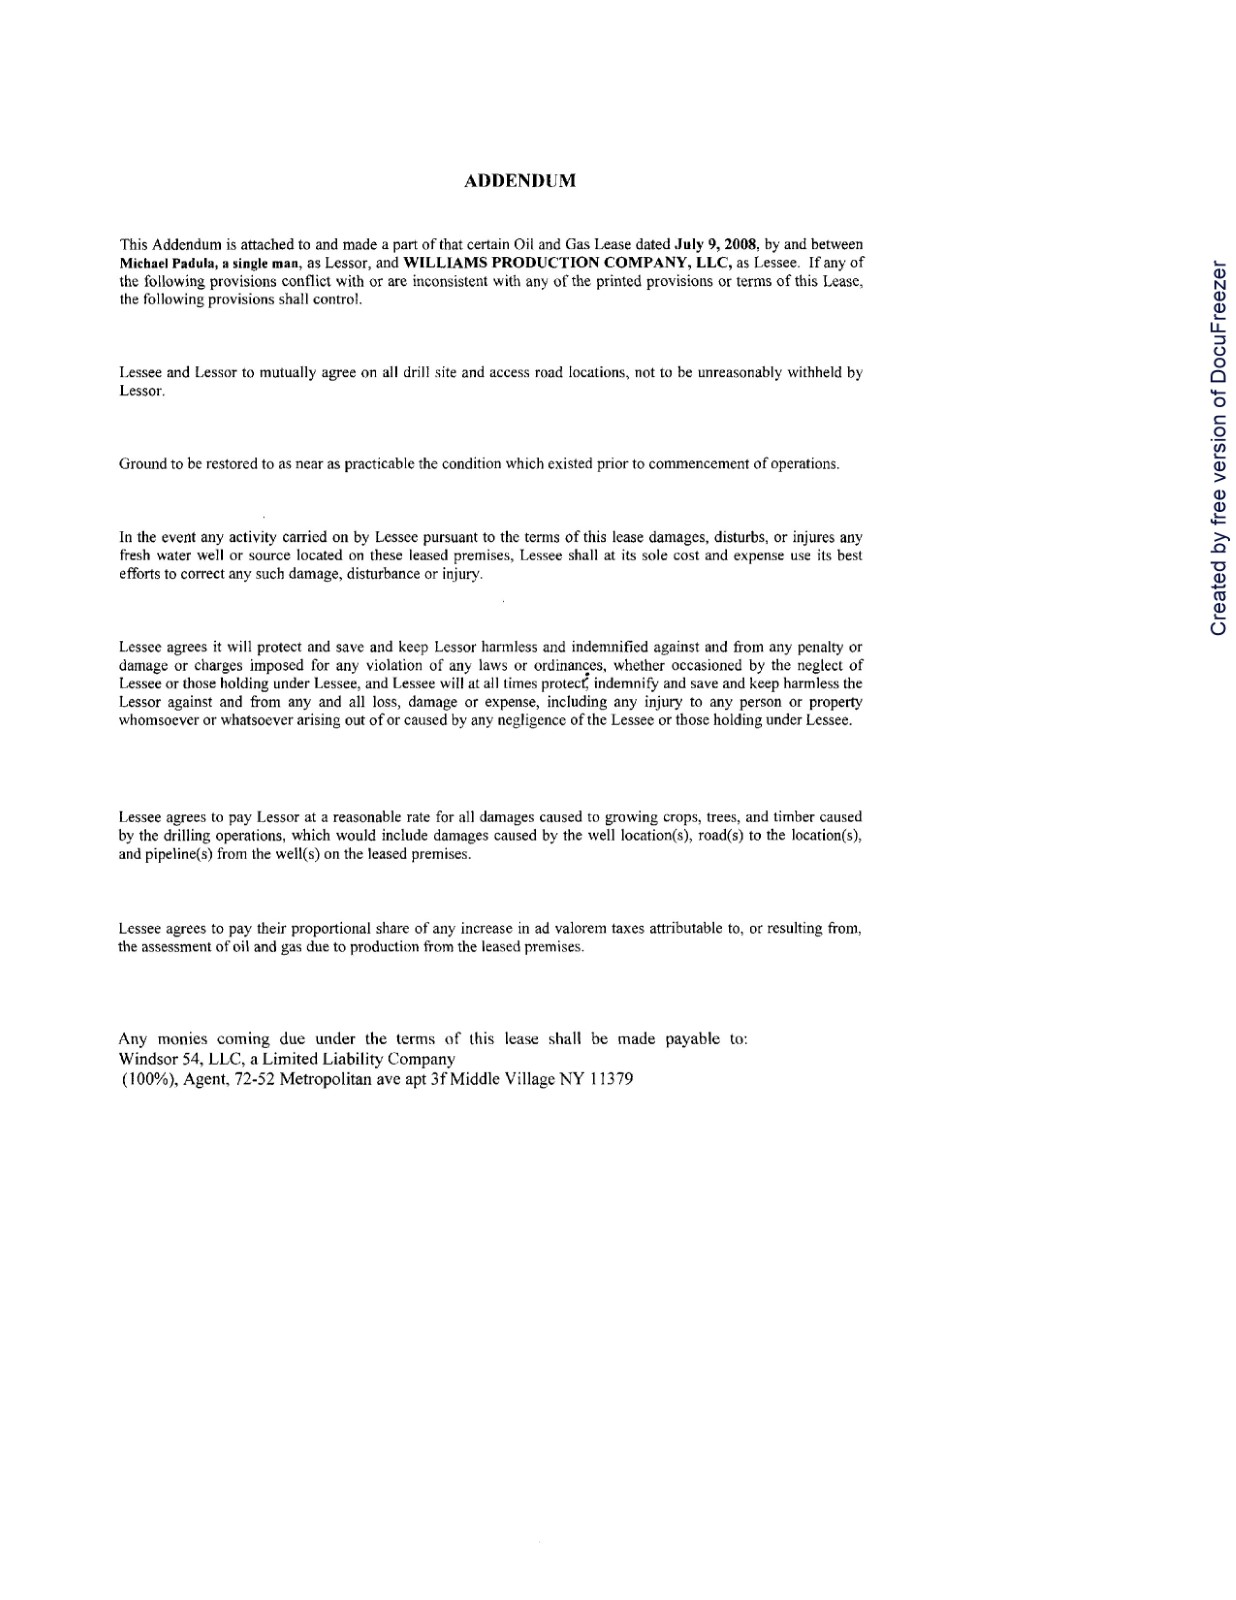 ADDENDUM
This Addendum is attached to and made a part of that certain Oil and Gas Lease dated July 9, 2008, by and between
Michael Padula, a single man, as Lessor, and WILLIAMS PRODUCTION COMPANY, LLC, as Lessee. If any of
the following provisions conflict with or are inconsistent with any of the printed provisions or terms of this Lease,
the following provisions shall control.
Lessee and Lessor to mutually agree on all drill site and access road locations, not to be unreasonably withheld by
Lessor.
Ground to be restored to as near as practicable the condition which existed prior to commencement of operations.
In the event any activity carried on by Lessee pursuant to the terms of this lease damages, disturbs, or injures any
fresh water well or source located on these leased premises, Lessee shall at its sole cost and expense use its best
efforts to correct any such damage, disturbance or injury.
Lessee agrees it will protect and save and keep Lessor harmless and indemnified against and from any penalty or
damage or charges imposed for any violation of any laws or ordinances, whether occasioned by the neglect of
Lessee or those holding under Lessee, and Lessee will at all times protect, indemnify and save and keep harmless the
Lessor against and from any and all loss, damage or expense, including any injury to any person or property
whomsoever or whatsoever arising out of or caused by any negligence of the Lessee or those holding under Lessee.
Lessee agrees to pay Lessor at a reasonable rate for all damages caused to growing crops, trees, and timber caused
by the drilling operations, which would include damages caused by the well location(s), road(s) to the location(s),
and pipeline(s) from the well(s) on the leased premises.
Lessee agrees to pay their proportional share of any increase in ad valorem taxes attributable to, or resulting from,
the assessment of oil and gas due to production from the leased premises.
Any monies coming due under the terms of this lease shall be made payable to:
Windsor 54, LLC, a Limited Liability Company
(100%), Agent, 72-52 Metropolitan ave apt 3f Middle Village NY 11379
Created by free version of DocuFreezer